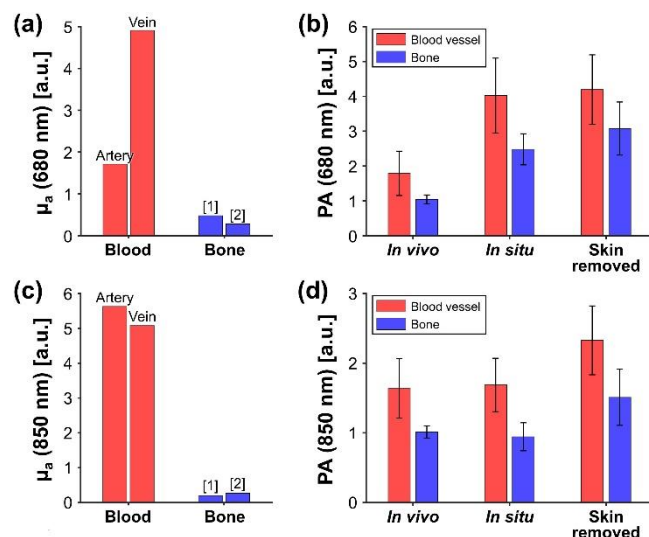 (a)
μa (680 nm) [a.u.]
5
4
3
2
1
0
Artery
Vein
[1]
[2]
Blood
Bone
(b)
PA (680 nm) [a.u.]
6
5
4
3
2
1
0
Blood vessel
Bone
In vivo
In situ
Skin
removed
(c)
μa (850 nm) [a.u.]
6
5
4
3
2
1
0
Artery
Vein
[1]
[2]
Blood
Bone
(d)
PA (850 nm) [a.u.]
3
2
1
0
Blood vessel
Bone
In vivo
In situ
Skin
removed